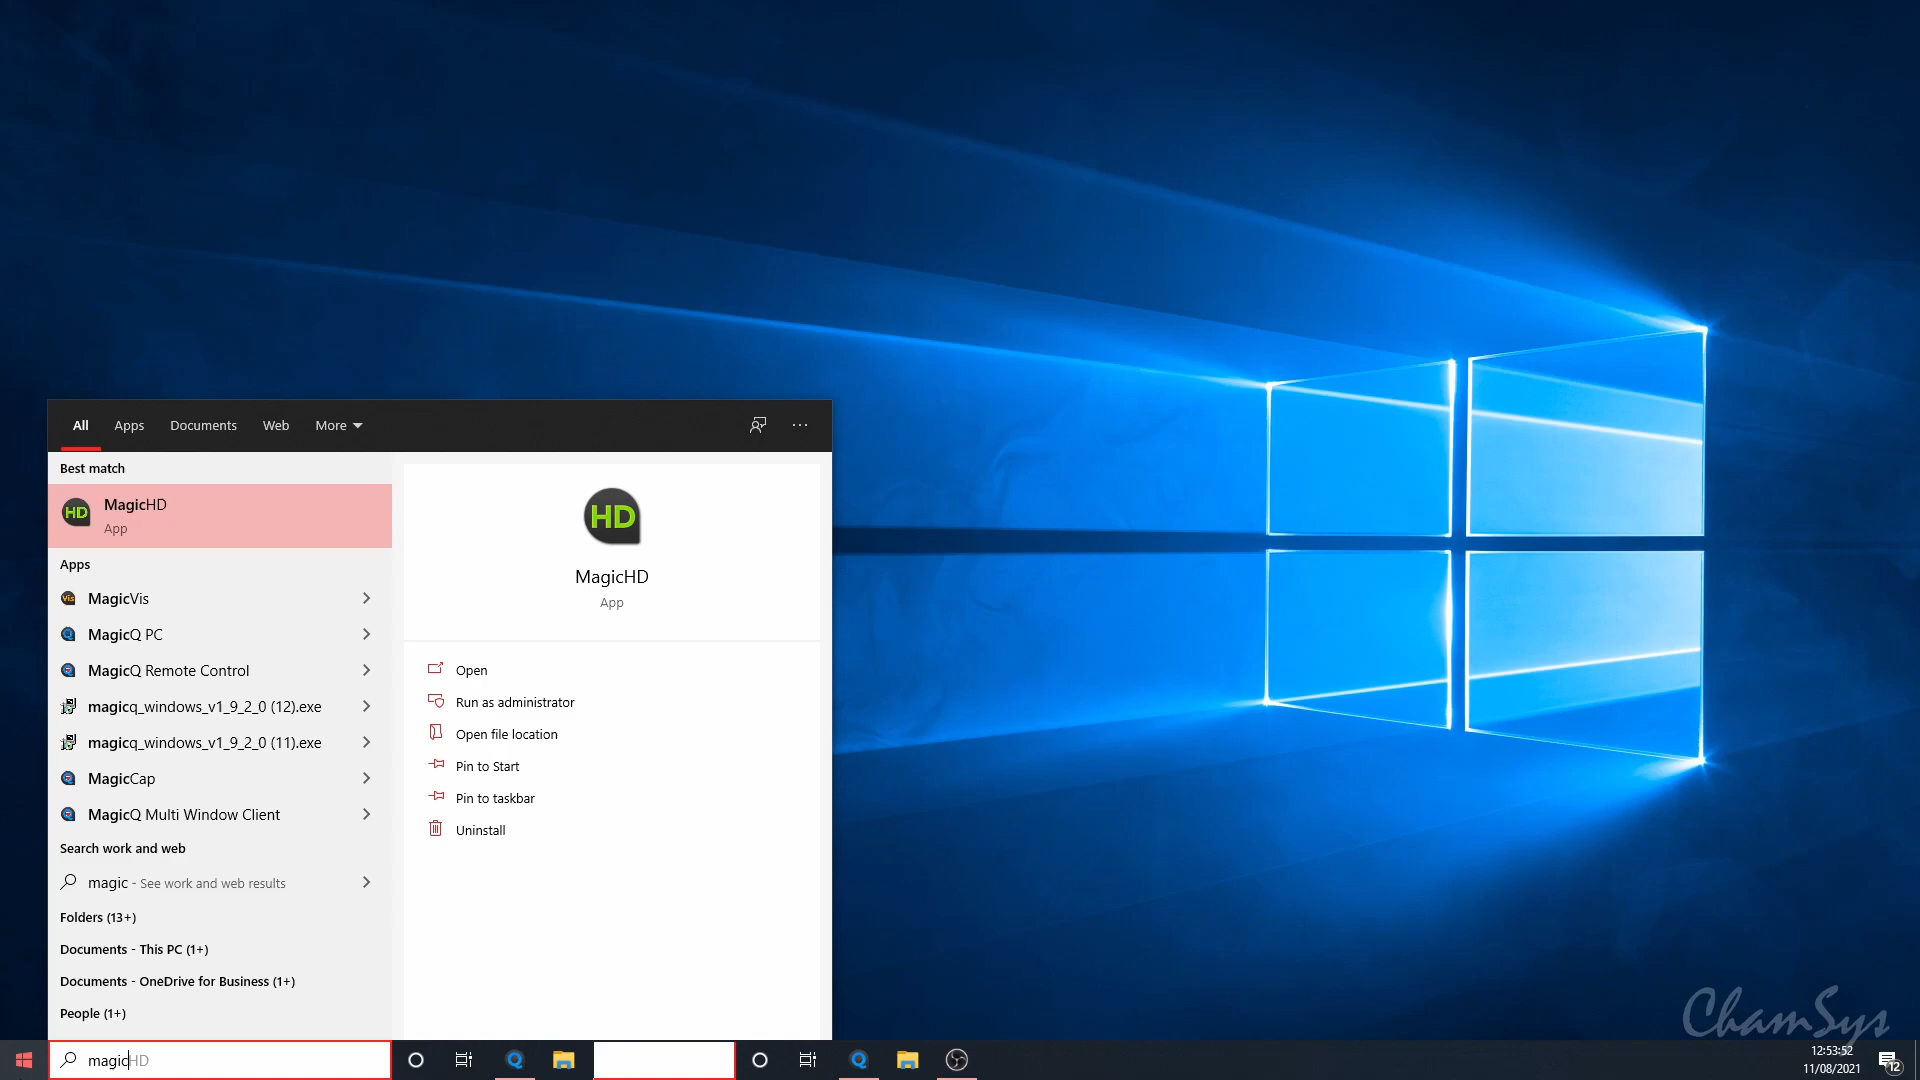 All Apps Documents Web More
Best match
HD
MagicHD
App
Apps
Vis MagicVis
MagicQ PC
MagicQ Remote Control
magicq_windows_v1_9_2_0 (12).exe
magicq_windows_v1_9_2_0 (11).exe
MagicCap
MagicQ Multi Window Client
Search work and web
magic - See work and web results
Folders (13+)
Documents - This PC (1+)
Documents - OneDrive for Business (1+)
People (1+)
HD
MagicHD
App
Open
Run as administrator
Open file location
Pin to Start
Pin to taskbar
Uninstall
ChamSys
magicHD
12:53:52
11/08/2021
12